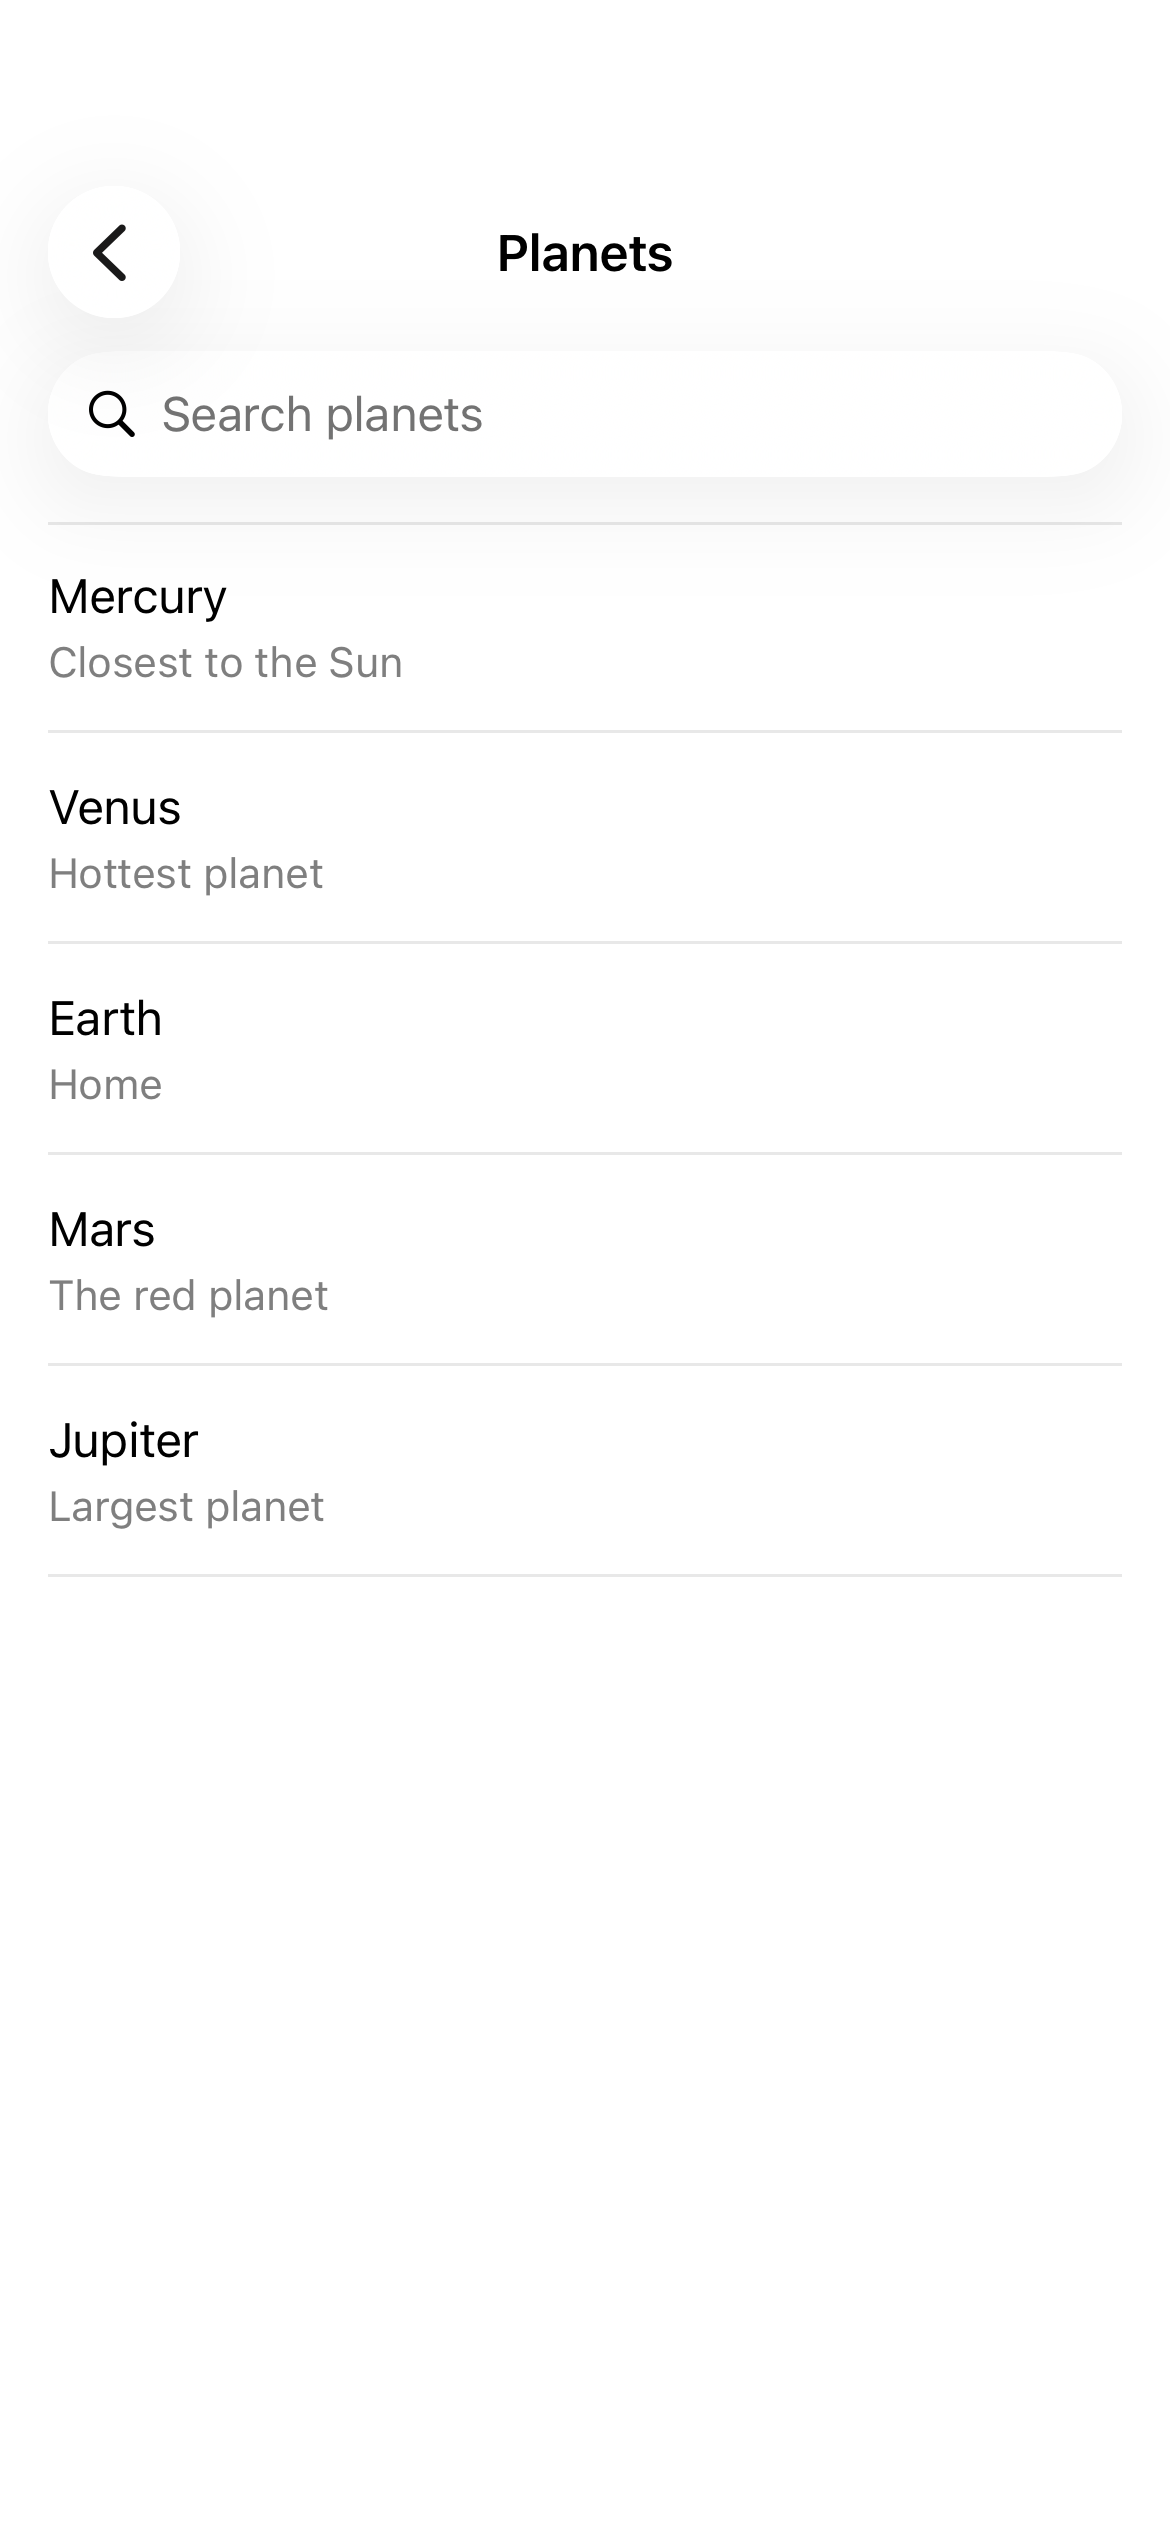 Planets
Search planets
Mercury
Closest to the Sun
Venus
Hottest planet
Earth
Home
Mars
The red planet
Jupiter
Largest planet